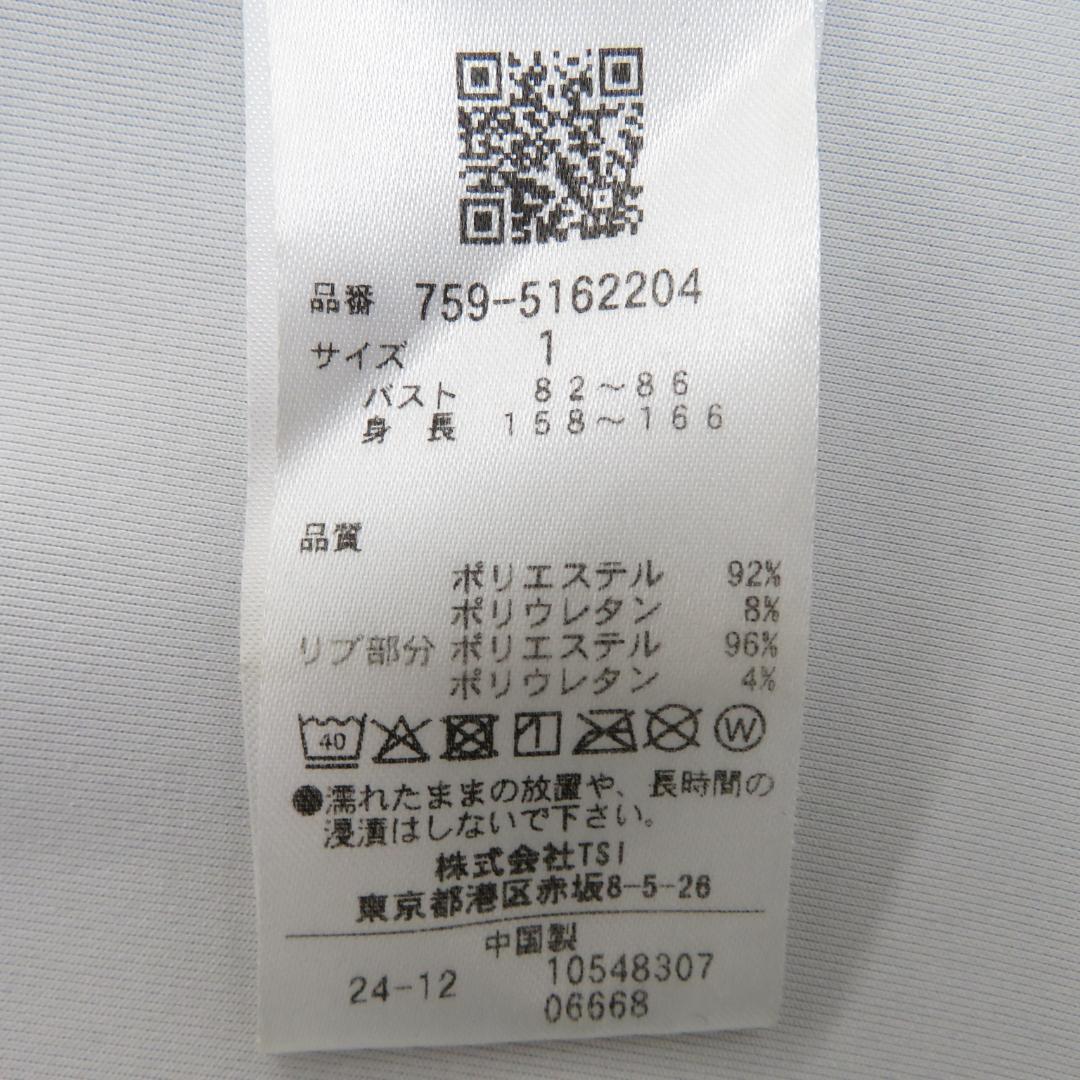 品番 759-5162204
サイズ 1
バスト 82~86
身長 158~166
品質
ポリエステル 92%
ポリウレタン 8%
リブ部分 ポリエステル 96%
ポリウレタン 4%
40 W
●濡れたままの放置や、長時間の
浸漬はしないで下さい。
株式会社TSI
東京都港区赤坂8-5-26
中国製
24-12 10548307
06668